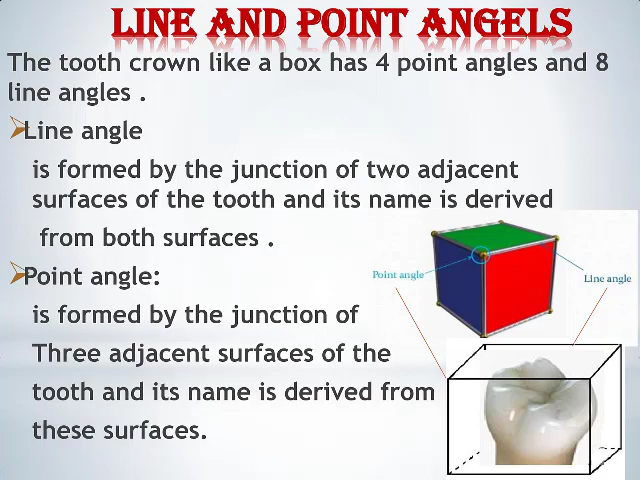 LINE AND POINT ANGELS
The tooth crown like a box has 4 point angles and 8
line angles .
Line angle
is formed by the junction of two adjacent
surfaces of the tooth and its name is derived
from both surfaces .
Point angle
Line angle
Point angle:
is formed by the junction of
Three adjacent surfaces of the
tooth and its name is derived from
these surfaces.